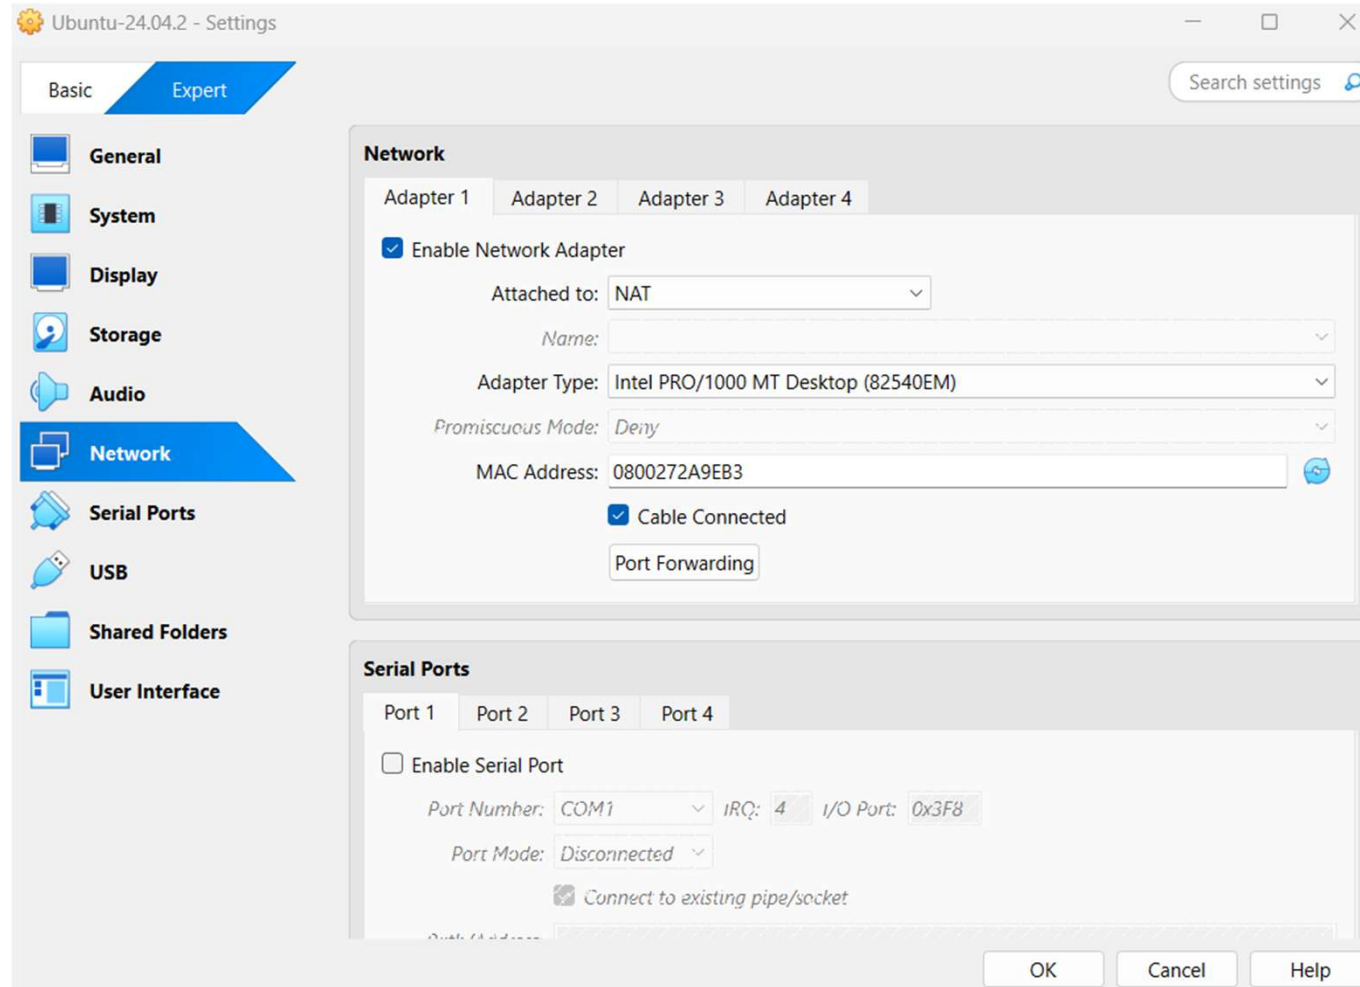 Ubuntu-24.04.2 - Settings
Basic
Expert
Search settings
General
System
Display
Storage
Audio
Network
Serial Ports
USB
Shared Folders
User Interface
Network
Adapter 1 Adapter 2 Adapter 3 Adapter 4
Enable Network Adapter
Attached to: NAT
Name:
Adapter Type: Intel PRO/1000 MT Desktop (82540EM)
Promiscuous Mode: Deny
MAC Address: 0800272A9EB3
Cable Connected
Port Forwarding
Serial Ports
Port 1 Port 2 Port 3 Port 4
Enable Serial Port
Port Number: COM1 IRQ: 4 I/O Port: 0x3F8
Port Mode: Disconnected
Connect to existing pipe/socket
OK Cancel Help